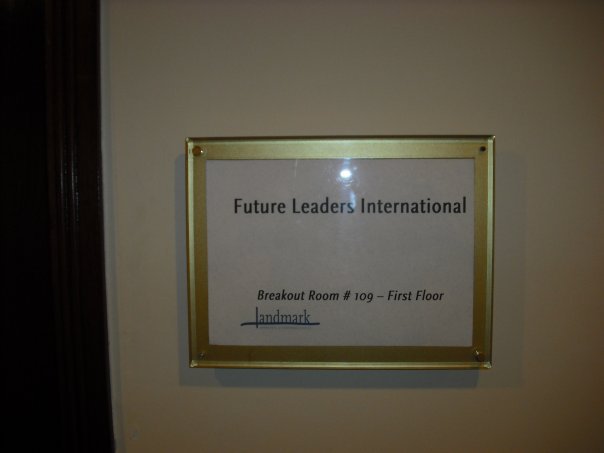 Future Leaders International
Breakout Room # 109 – First Floor
landmark